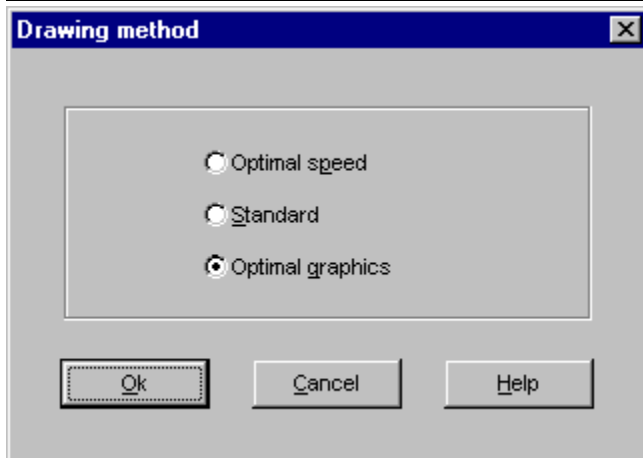 Drawing method
Optimal speed
Standard
Optimal graphics
Ok Cancel Help